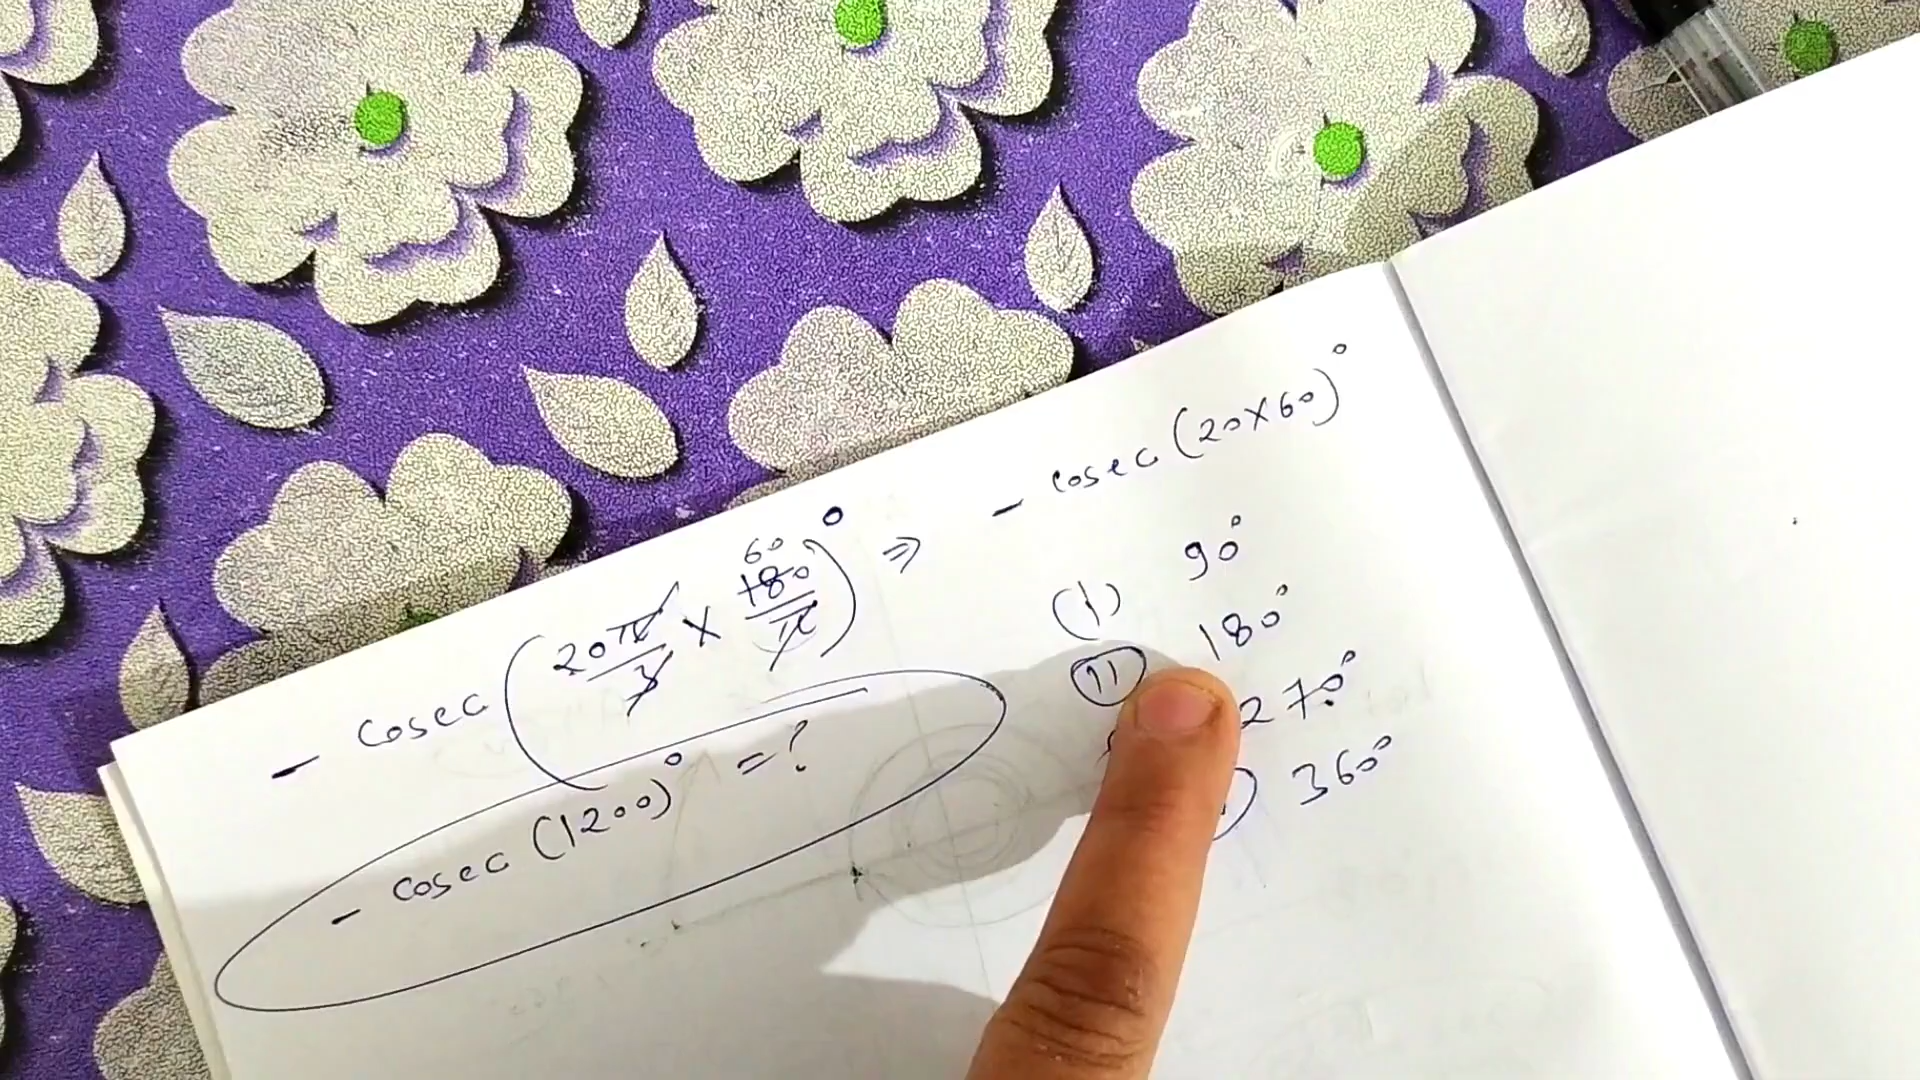 - cosec (20π/3 × 180/π)° ⇒ - cosec (20×60)°
60
- cosec (1200)° = ?
(I) 90°
(II) 180°
270°
360°